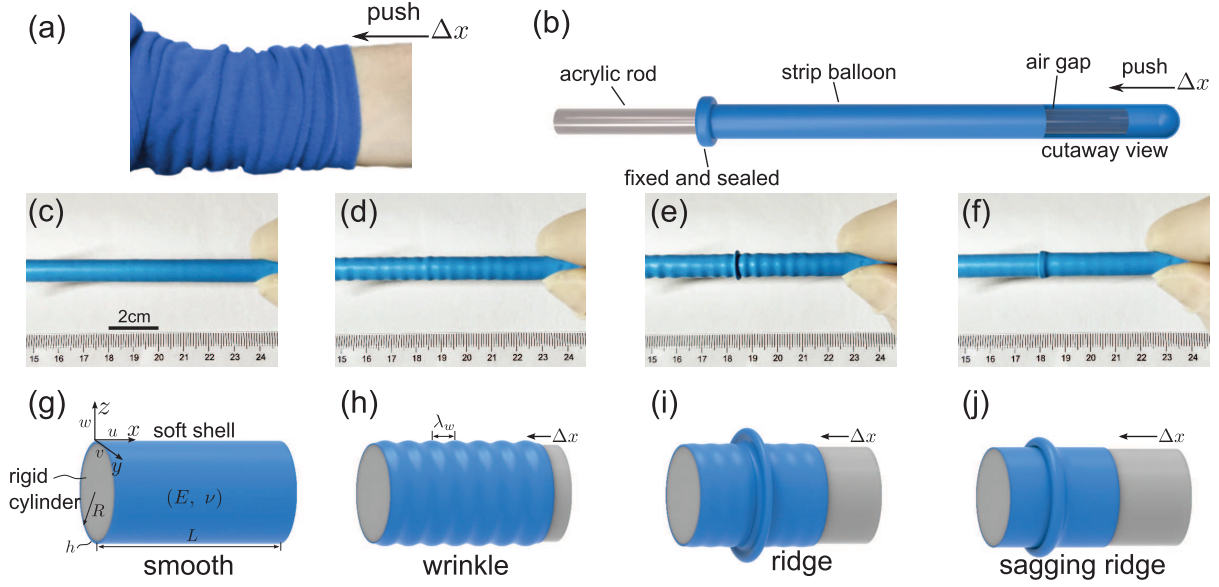 (a)
push
Δx
(b)
acrylic rod
strip balloon
air gap
push
Δx
fixed and sealed
cutaway view
(c)
2cm
15 16 17 18 19 20 21 22 23 24
(d)
15 16 17 18 19 20 21 22 23 24
(e)
15 16 17 18 19 20 21 22 23 24
(f)
15 16 17 18 19 20 21 22 23 24
(g)
z
w
u
x
soft shell
v
y
rigid
cylinder
R
(E, ν)
h
L
smooth
(h)
λw
Δx
wrinkle
(i)
Δx
ridge
(j)
Δx
sagging ridge